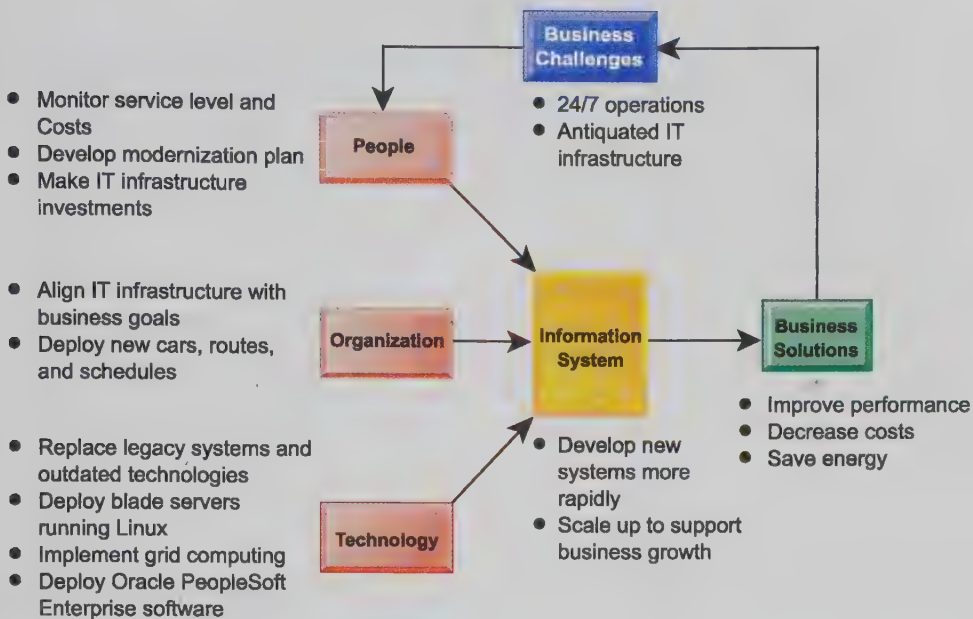 Business
Challenges
24/7 operations
Antiquated IT
infrastructure
Monitor service level and
Costs
Develop modernization plan
Make IT infrastructure
investments
People
Align IT infrastructure with
business goals
Deploy new cars, routes,
and schedules
Organization
Information
System
Business
Solutions
Improve performance
Decrease costs
Save energy
Replace legacy systems and
outdated technologies
Deploy blade servers
running Linux
Implement grid computing
Deploy Oracle PeopleSoft
Enterprise software
Technology
Develop new
systems more
rapidly
Scale up to support
business growth